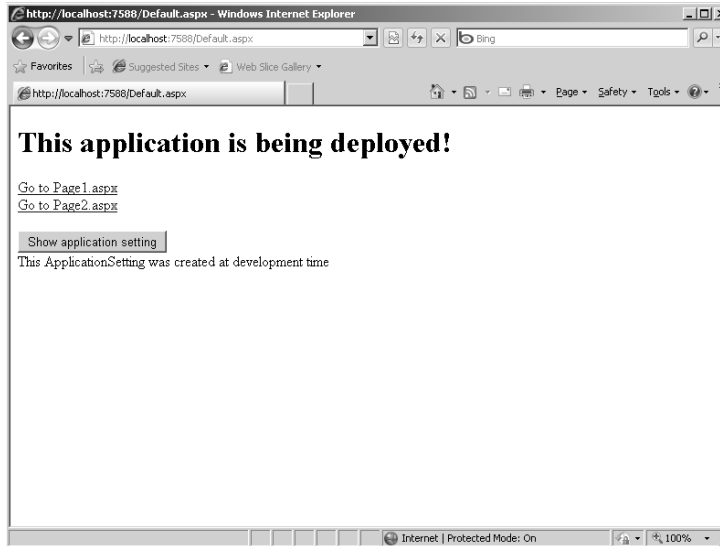 http://localhost:7588/Default.aspx - Windows Internet Explorer
http://localhost:7588/Default.aspx
Bing
Favorites Suggested Sites Web Slice Gallery
http://localhost:7588/Default.aspx Page Safety Tools
This application is being deployed!
Go to Page1.aspx
Go to Page2.aspx
Show application setting
This ApplicationSetting was created at development time
Internet | Protected Mode: On 100%